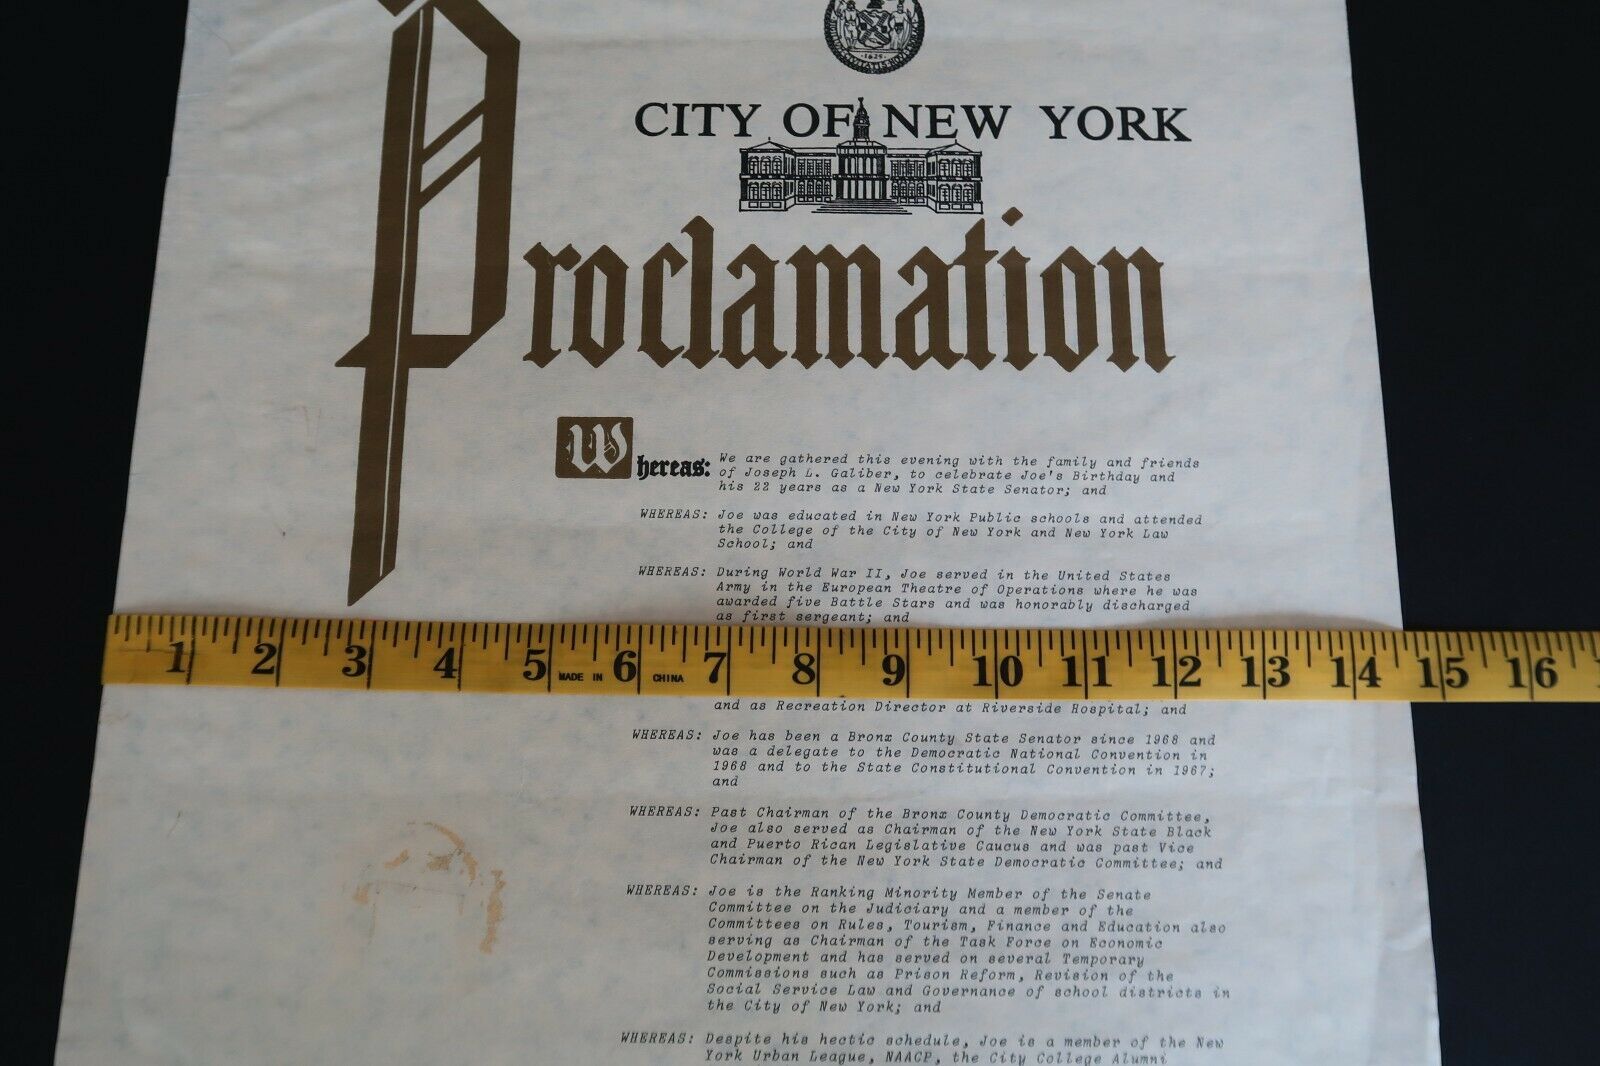 ·1625·
CITY OF NEW YORK
Proclamation
Whereas: We are gathered this evening with the family and friends
of Joseph L. Galiber, to celebrate Joe's Birthday and
his 22 years as a New York State Senator; and
WHEREAS: Joe was educated in New York Public schools and attended
the College of the City of New York and New York Law
School; and
WHEREAS: During World War II, Joe served in the United States
Army in the European Theatre of Operations where he was
awarded five Battle Stars and was honorably discharged
as first sergeant; and
1 2 3 4 5 MADE IN 6 CHINA 7 8 9 10 11 12 13 14 15 16
and as Recreation Director at Riverside Hospital; and
WHEREAS: Joe has been a Bronx County State Senator since 1968 and
was a delegate to the Democratic National Convention in
1968 and to the State Constitutional Convention in 1967;
and
WHEREAS: Past Chairman of the Bronx County Democratic Committee,
Joe also served as Chairman of the New York State Black
and Puerto Rican Legislative Caucus and was past Vice
Chairman of the New York State Democratic Committee; and
WHEREAS: Joe is the Ranking Minority Member of the Senate
Committee on the Judiciary and a member of the
Committees on Rules, Tourism, Finance and Education also
serving as Chairman of the Task Force on Economic
Development and has served on several Temporary
Commissions such as Prison Reform, Revision of the
Social Service Law and Governance of school districts in
the City of New York; and
WHEREAS: Despite his hectic schedule, Joe is a member of the New
York Urban League, NAACP, the City College Alumni